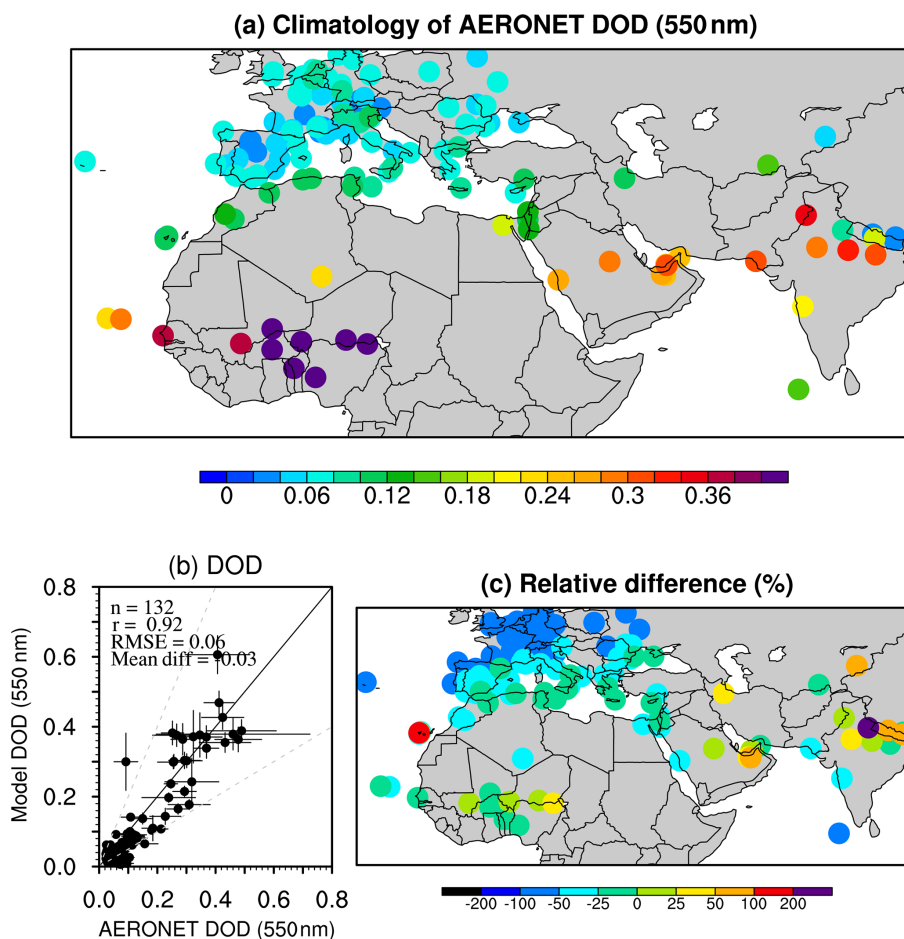 (a) Climatology of AERONET DOD (550 nm)
0 0.06 0.12 0.18 0.24 0.3 0.36
(b) DOD
0.8
n = 132
r = 0.92
RMSE = 0.06
Mean diff = -0.03
0.6
0.4
0.2
0.0
Model DOD (550 nm)
0.0 0.2 0.4 0.6 0.8
AERONET DOD (550 nm)
(c) Relative difference (%)
-200 -100 -50 -25 0 25 50 100 200